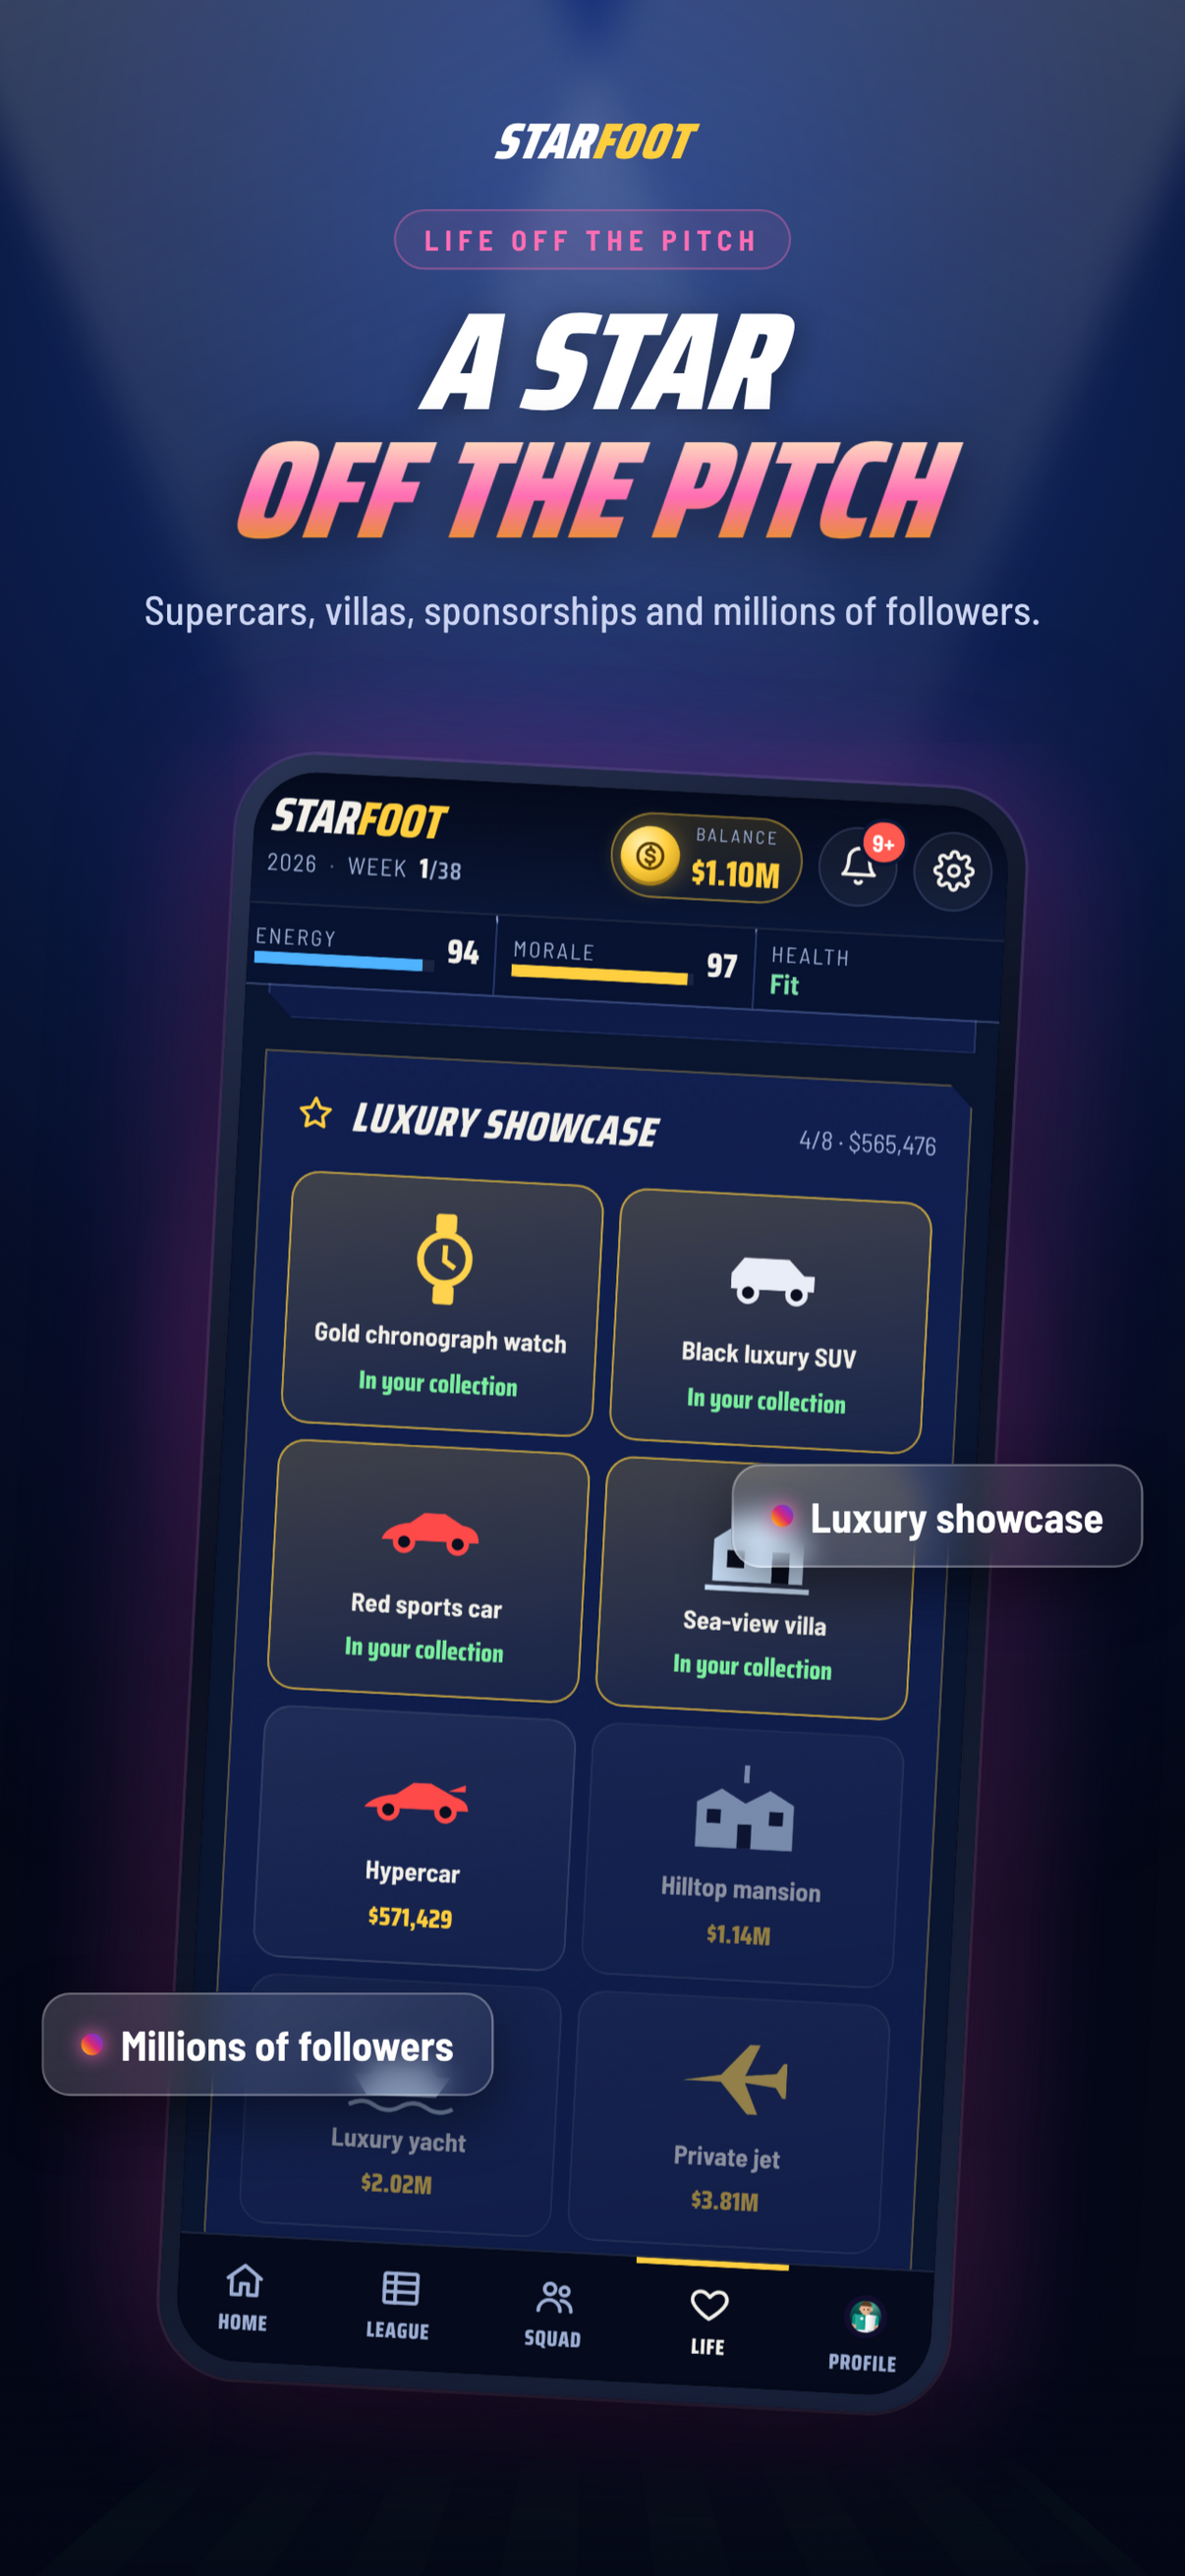 STARFOOT
LIFE OFF THE PITCH
A STAR
OFF THE PITCH
Supercars, villas, sponsorships and millions of followers.
STARFOOT
2026 · WEEK 1/38
BALANCE
$1.10M
9+
ENERGY
94
MORALE
97
HEALTH
Fit
LUXURY SHOWCASE
4/8 · $565,476
Gold chronograph watch
In your collection
Black luxury SUV
In your collection
Red sports car
In your collection
Luxury showcase
Sea-view villa
In your collection
Hypercar
$571,429
Hilltop mansion
$1.14M
Millions of followers
Luxury yacht
$2.02M
Private jet
$3.81M
HOME
LEAGUE
SQUAD
LIFE
PROFILE